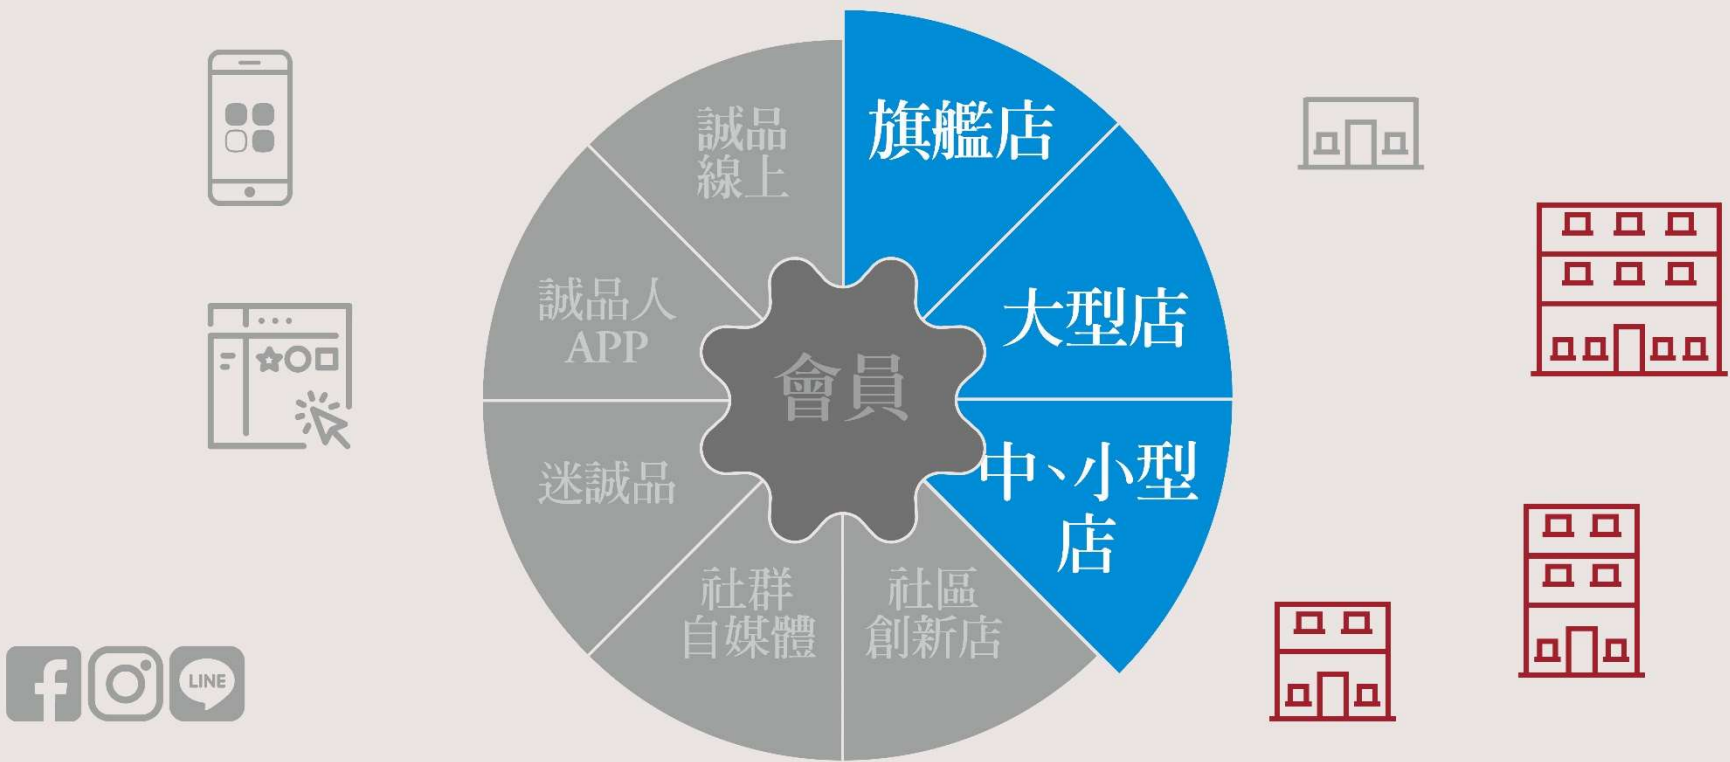 旗艦店
大型店
中、小型
店
社區
創新店
社群
自媒體
迷誠品
誠品人
APP
誠品
線上
會員
LINE